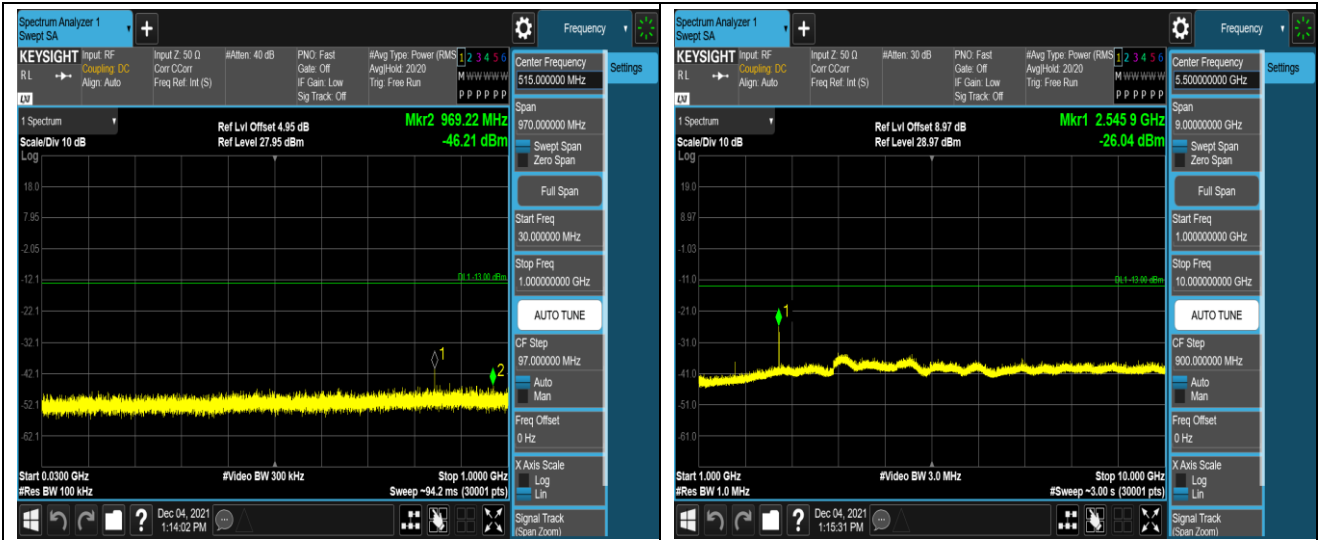 Spectrum Analyzer 1
Swept SA
+
Frequency
KEYSIGHT
Input: RF
Coupling: DC
Align: Auto
Input Z: 50 Ω
Corr CCorr
Freq Ref: Int (S)
#Atten: 40 dB
PNO: Fast
Gate: Off
IF Gain: Low
Sig Track: Off
#Avg Type: Power (RMS
Avg|Hold: 20/20
Trig: Free Run
1 2 3 4 5 6
M W W W W W
P P P P P P
RL
LXI
Center Frequency
515.000000 MHz
Settings
Span
970.000000 MHz
Swept Span
Zero Span
Full Span
Start Freq
30.000000 MHz
Stop Freq
1.000000000 GHz
AUTO TUNE
CF Step
97.000000 MHz
Auto
Man
Freq Offset
0 Hz
X Axis Scale
Log
Lin
Signal Track
(Span Zoom)
1 Spectrum
Scale/Div 10 dB
Log
Ref Lvl Offset 4.95 dB
Ref Level 27.95 dBm
Mkr2 969.22 MHz
-46.21 dBm
18.0
7.95
-2.05
-12.1
DL1 -13.00 dBm
-22.1
-32.1
1
-42.1
2
-52.1
-62.1
Start 0.0300 GHz
#Res BW 100 kHz
#Video BW 300 kHz
Stop 1.0000 GHz
Sweep ~94.2 ms (30001 pts)
?
Dec 04, 2021
1:14:02 PM
Spectrum Analyzer 1
Swept SA
+
Frequency
KEYSIGHT
Input: RF
Coupling: DC
Align: Auto
Input Z: 50 Ω
Corr CCorr
Freq Ref: Int (S)
#Atten: 30 dB
PNO: Fast
Gate: Off
IF Gain: Low
Sig Track: Off
#Avg Type: Power (RMS
Avg|Hold: 20/20
Trig: Free Run
1 2 3 4 5 6
M W W W W W
P P P P P P
RL
LXI
Center Frequency
5.500000000 GHz
Settings
Span
9.00000000 GHz
Swept Span
Zero Span
Full Span
Start Freq
1.000000000 GHz
Stop Freq
10.000000000 GHz
AUTO TUNE
CF Step
900.000000 MHz
Auto
Man
Freq Offset
0 Hz
X Axis Scale
Log
Lin
Signal Track
(Span Zoom)
1 Spectrum
Scale/Div 10 dB
Log
Ref Lvl Offset 8.97 dB
Ref Level 28.97 dBm
Mkr1 2.545 9 GHz
-26.04 dBm
19.0
8.97
-1.03
-11.0
DL1 -13.00 dBm
-21.0
1
-31.0
-41.0
-51.0
-61.0
Start 1.000 GHz
#Res BW 1.0 MHz
#Video BW 3.0 MHz
Stop 10.000 GHz
#Sweep ~3.00 s (30001 pts)
?
Dec 04, 2021
1:15:31 PM